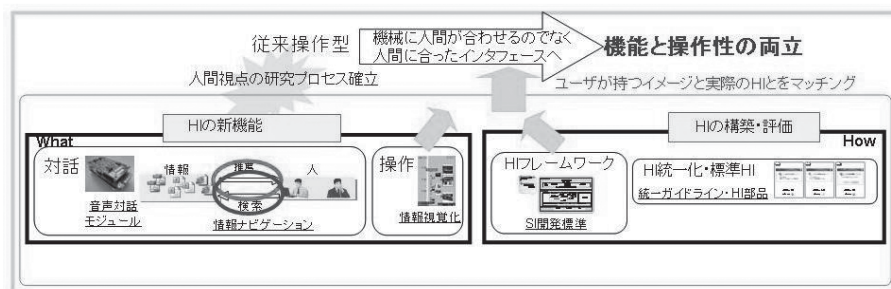 従来操作型
機械に人間が合わせるのでなく
人間に合ったインタフェースへ
機能と操作性の両立
人間視点の研究プロセス確立
ユーザが持つイメージと実際のHIとをマッチング
HIの新機能
What
対話
音声対話
モジュール
情報
推薦
人
検索
情報ナビゲーション
操作
情報視覚化
HIの構築・評価
How
HIフレームワーク
SI開発標準
HI統一化・標準HI
統一ガイドライン・HI部品